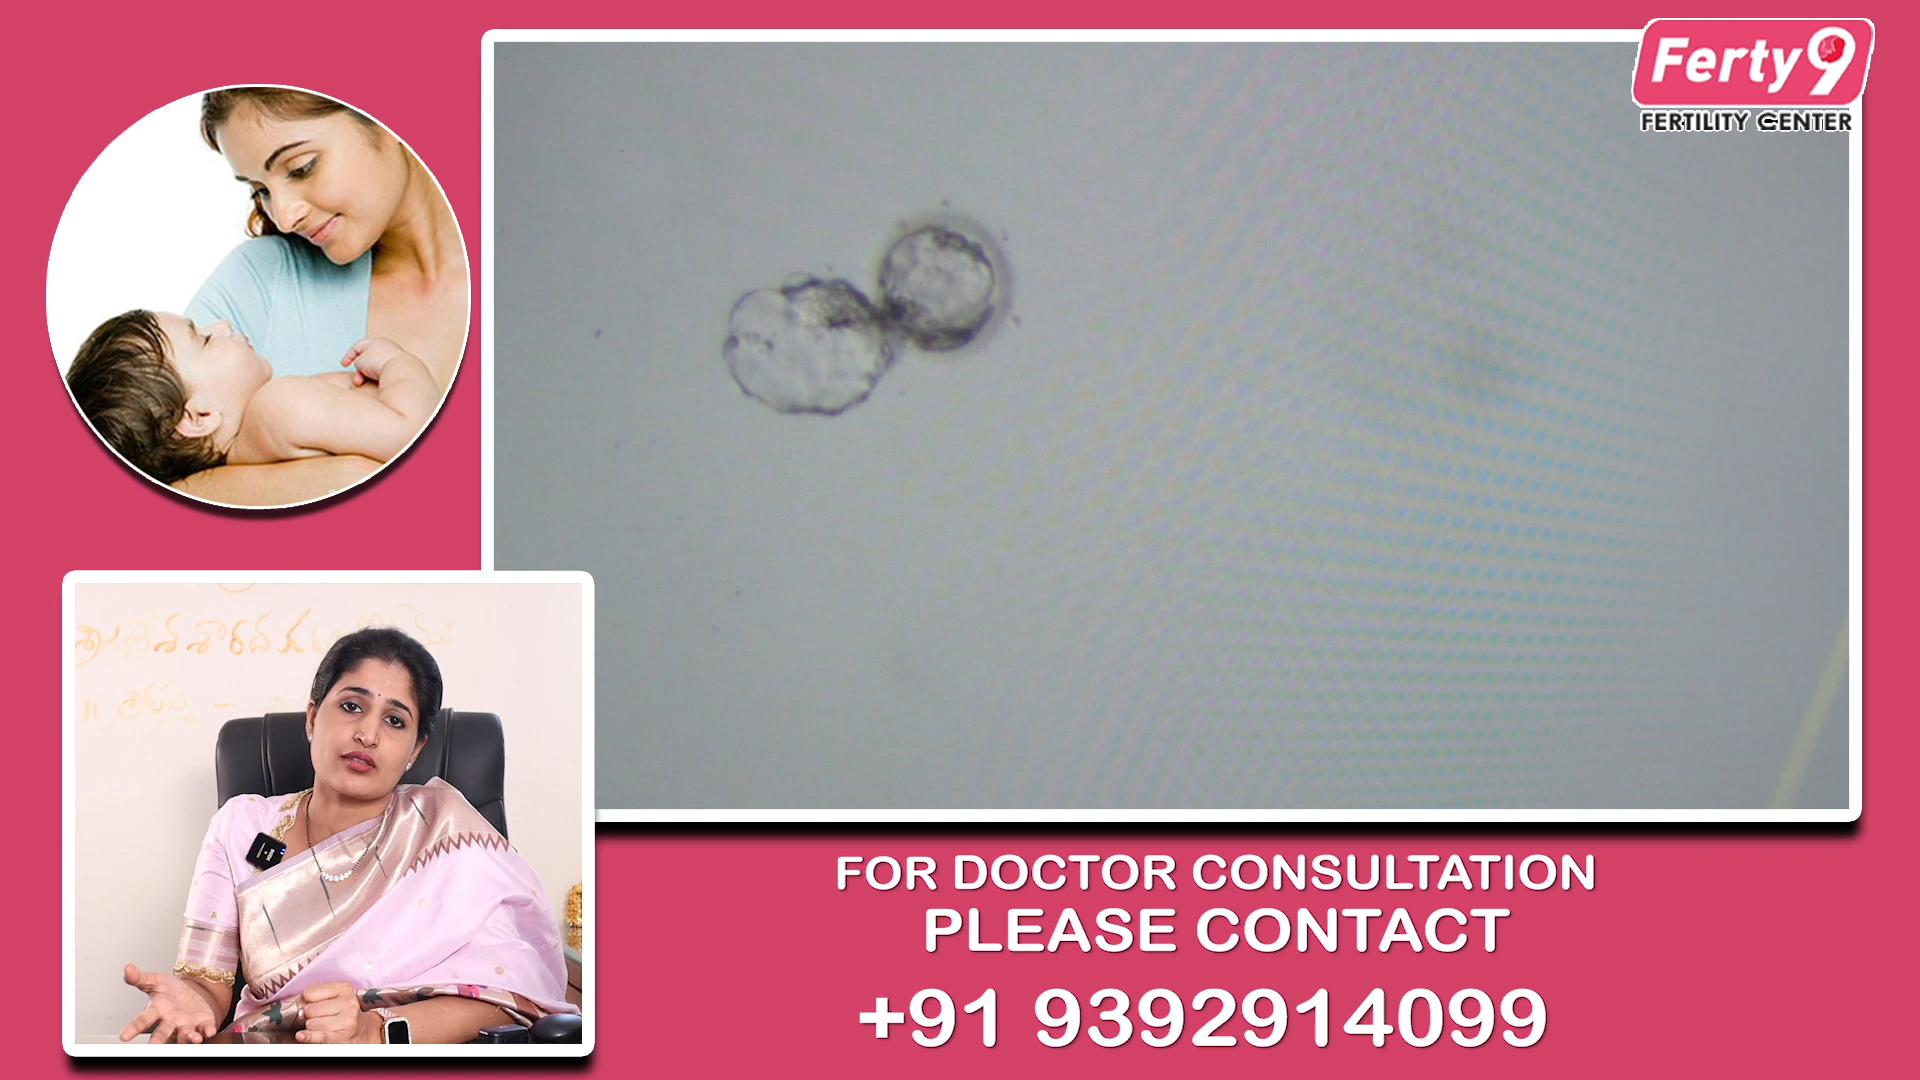 Ferty9
FERTILITY CENTER
FOR DOCTOR CONSULTATION
PLEASE CONTACT
+91 9392914099